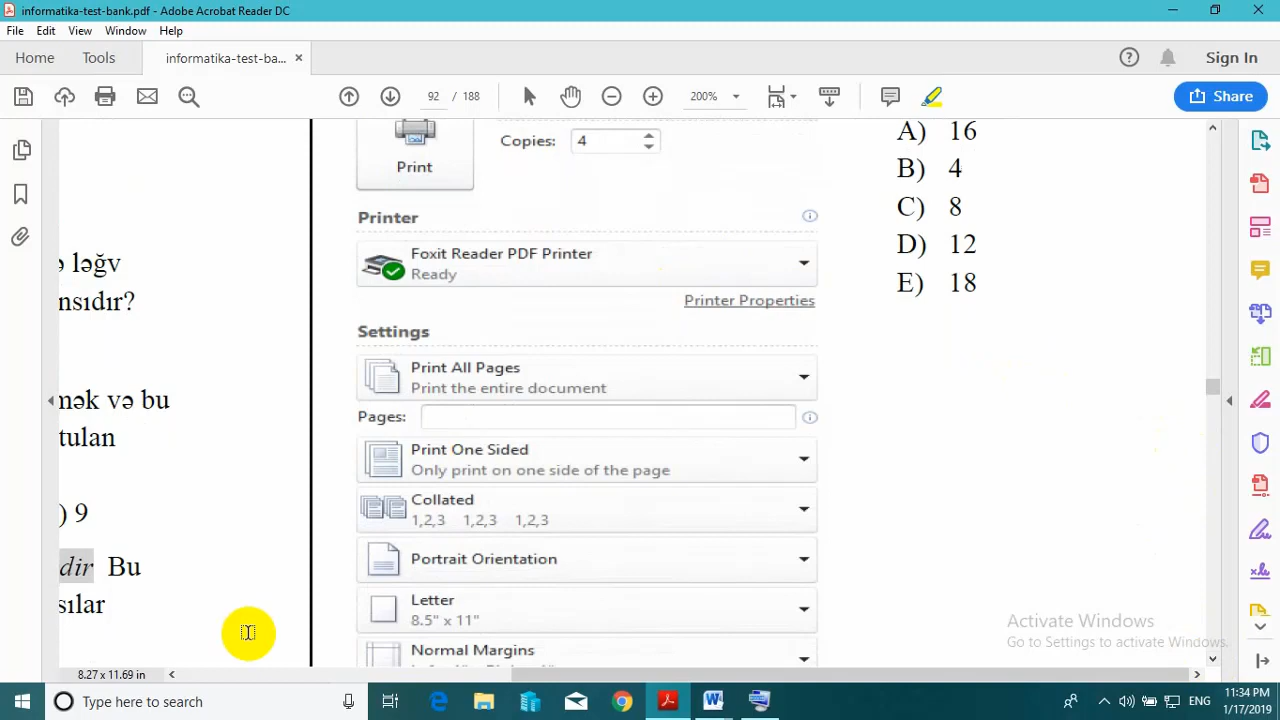 informatika-test-bank.pdf - Adobe Acrobat Reader DC
File Edit View Window Help
Home Tools informatika-test-ba... ×
Sign In
92 / 188
200%
Share
ə ləğv
nsıdır?
mək və bu
tulan
) 9
dir Bu
sılar
Print
Copies: 4
Printer
Foxit Reader PDF Printer
Ready
Printer Properties
Settings
Print All Pages
Print the entire document
Pages:
Print One Sided
Only print on one side of the page
Collated
1,2,3 1,2,3 1,2,3
Portrait Orientation
Letter
8.5" x 11"
Normal Margins
A) 16
B) 4
C) 8
D) 12
E) 18
Activate Windows
Go to Settings to activate Windows.
8.27 x 11.69 in
Type here to search
ENG
11:34 PM
1/17/2019